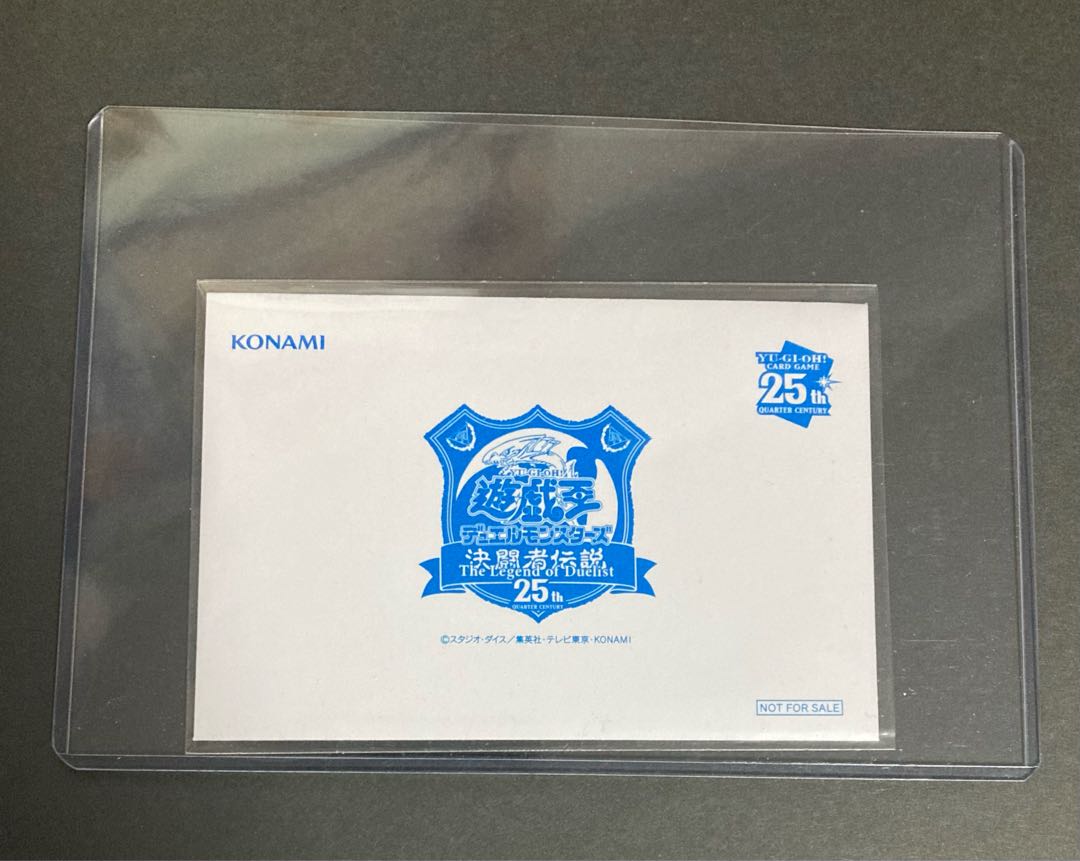 KONAMI
YU-GI-OH!
CARD GAME
25th
QUARTER CENTURY
YU-GI-OH!
遊戯王
デュエルモンスターズ
決闘者伝説
The Legend of Duelist
25th
QUARTER CENTURY
©スタジオ・ダイス／集英社・テレビ東京・KONAMI
NOT FOR SALE